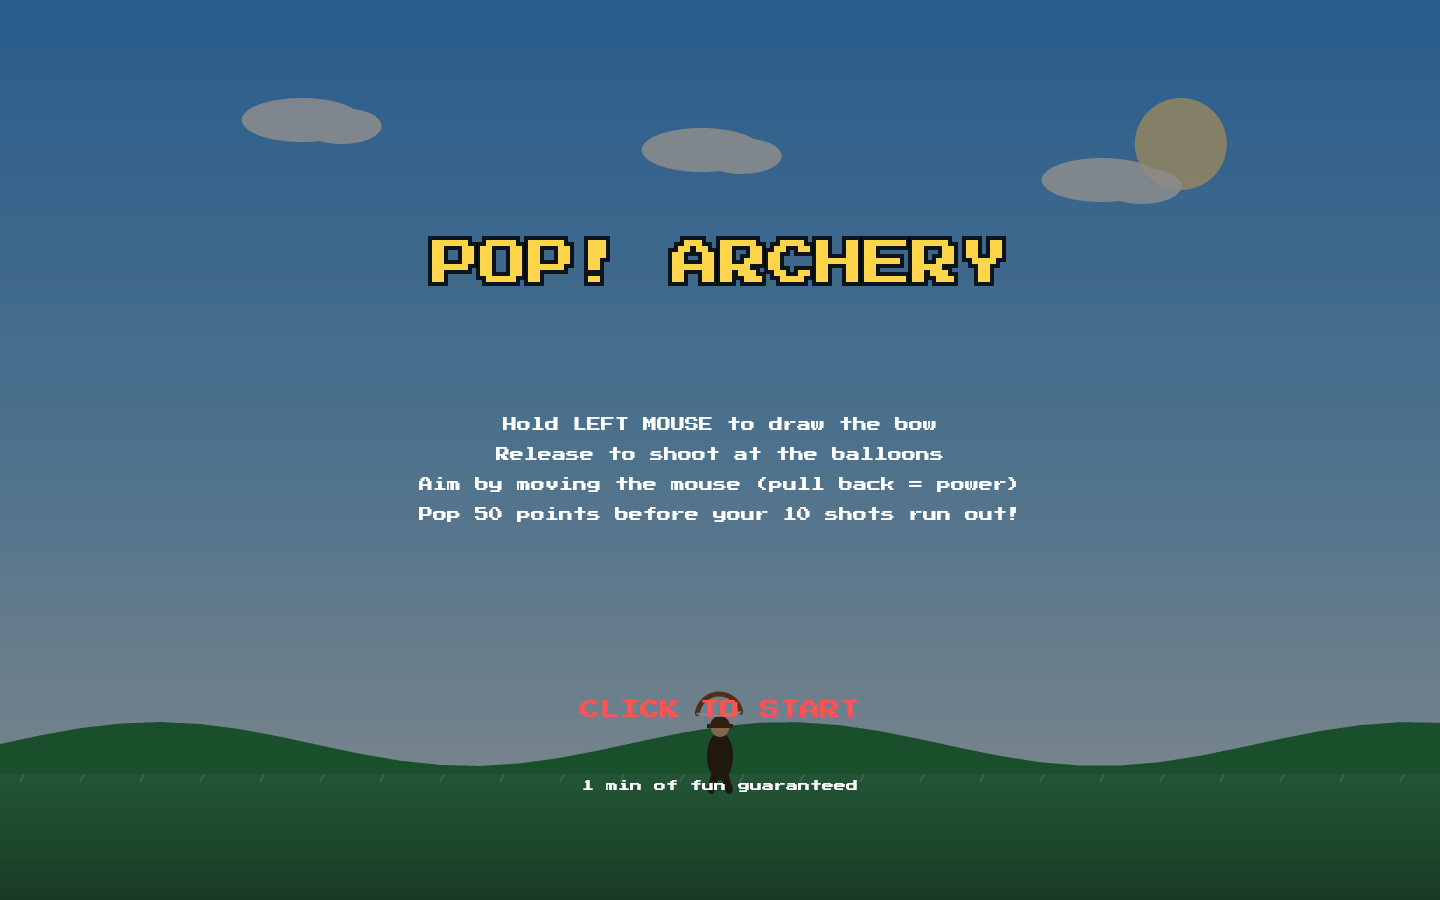 POP! ARCHERY
Hold LEFT MOUSE to draw the bow
Release to shoot at the balloons
Aim by moving the mouse (pull back = power)
Pop 50 points before your 10 shots run out!
CLICK TO START
1 min of fun guaranteed